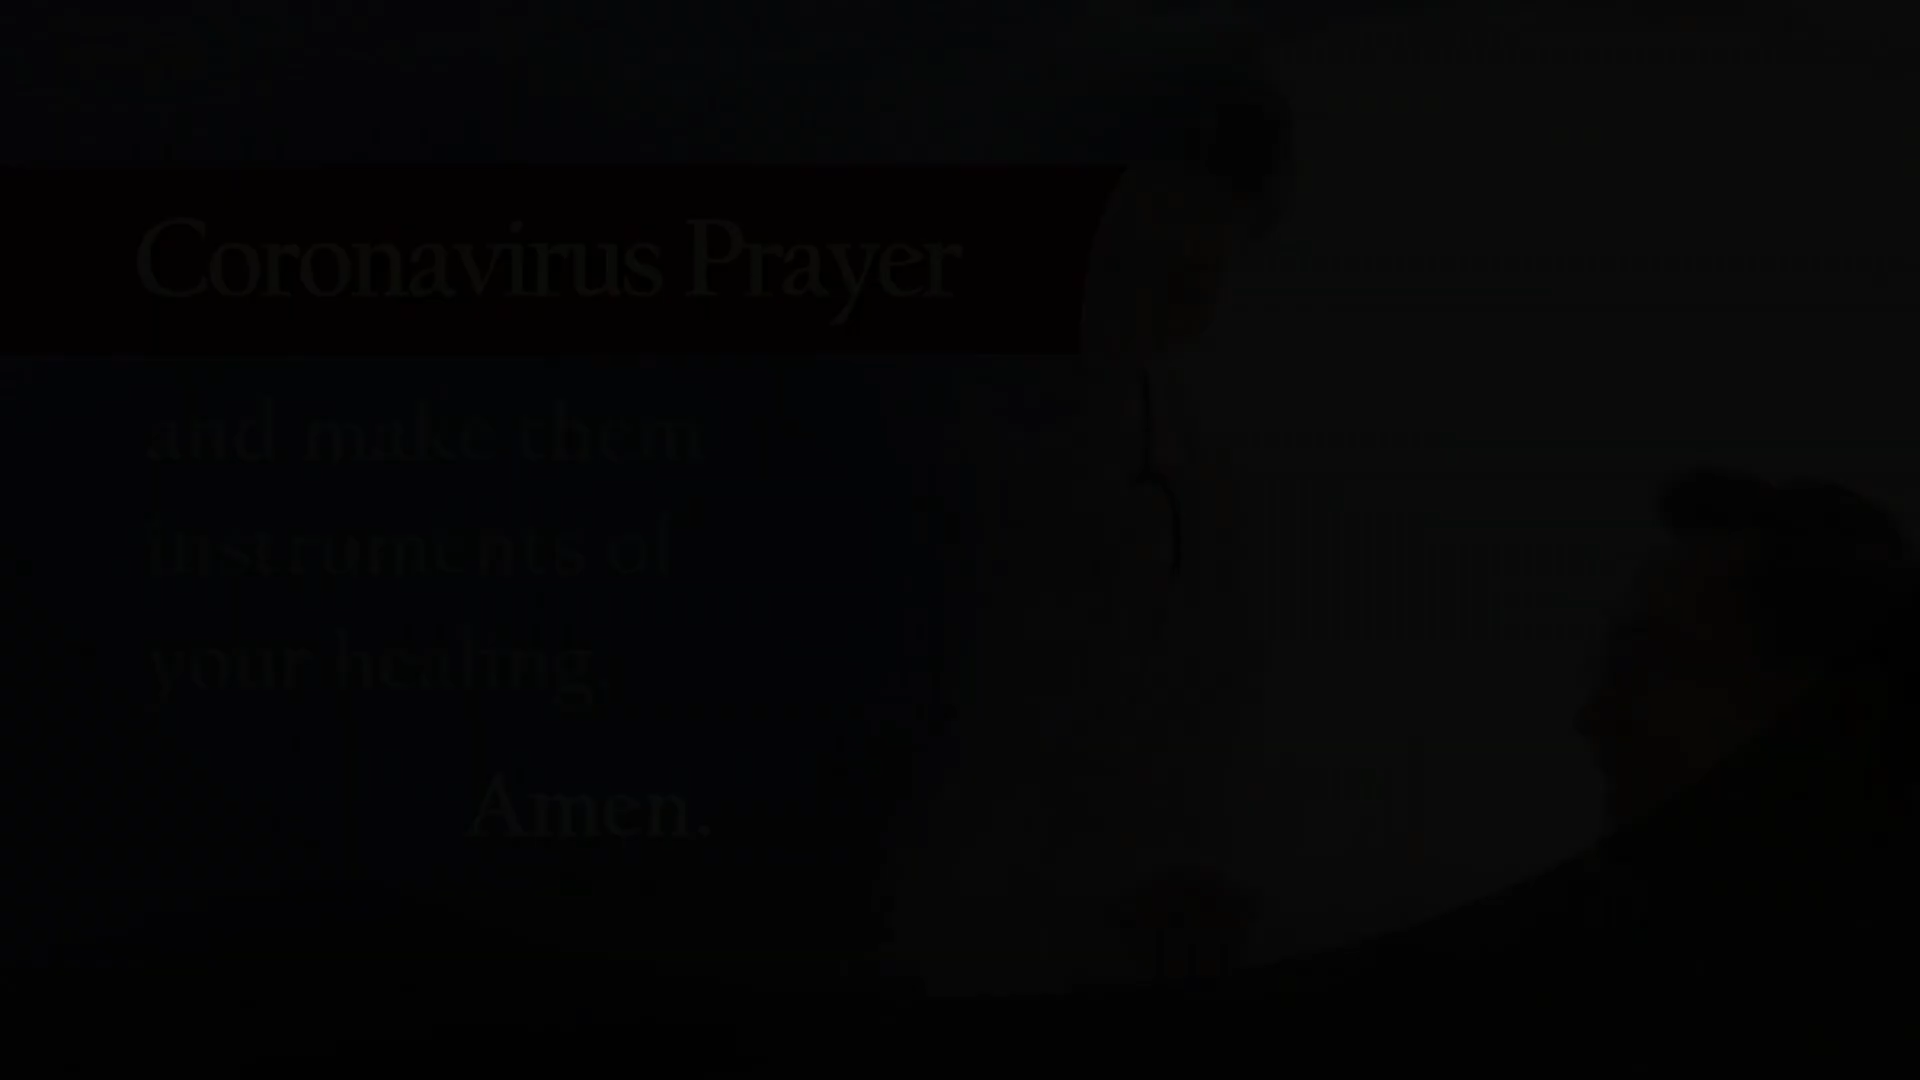 Coronavirus Prayer
and make them
instruments of
your healing,
Amen.